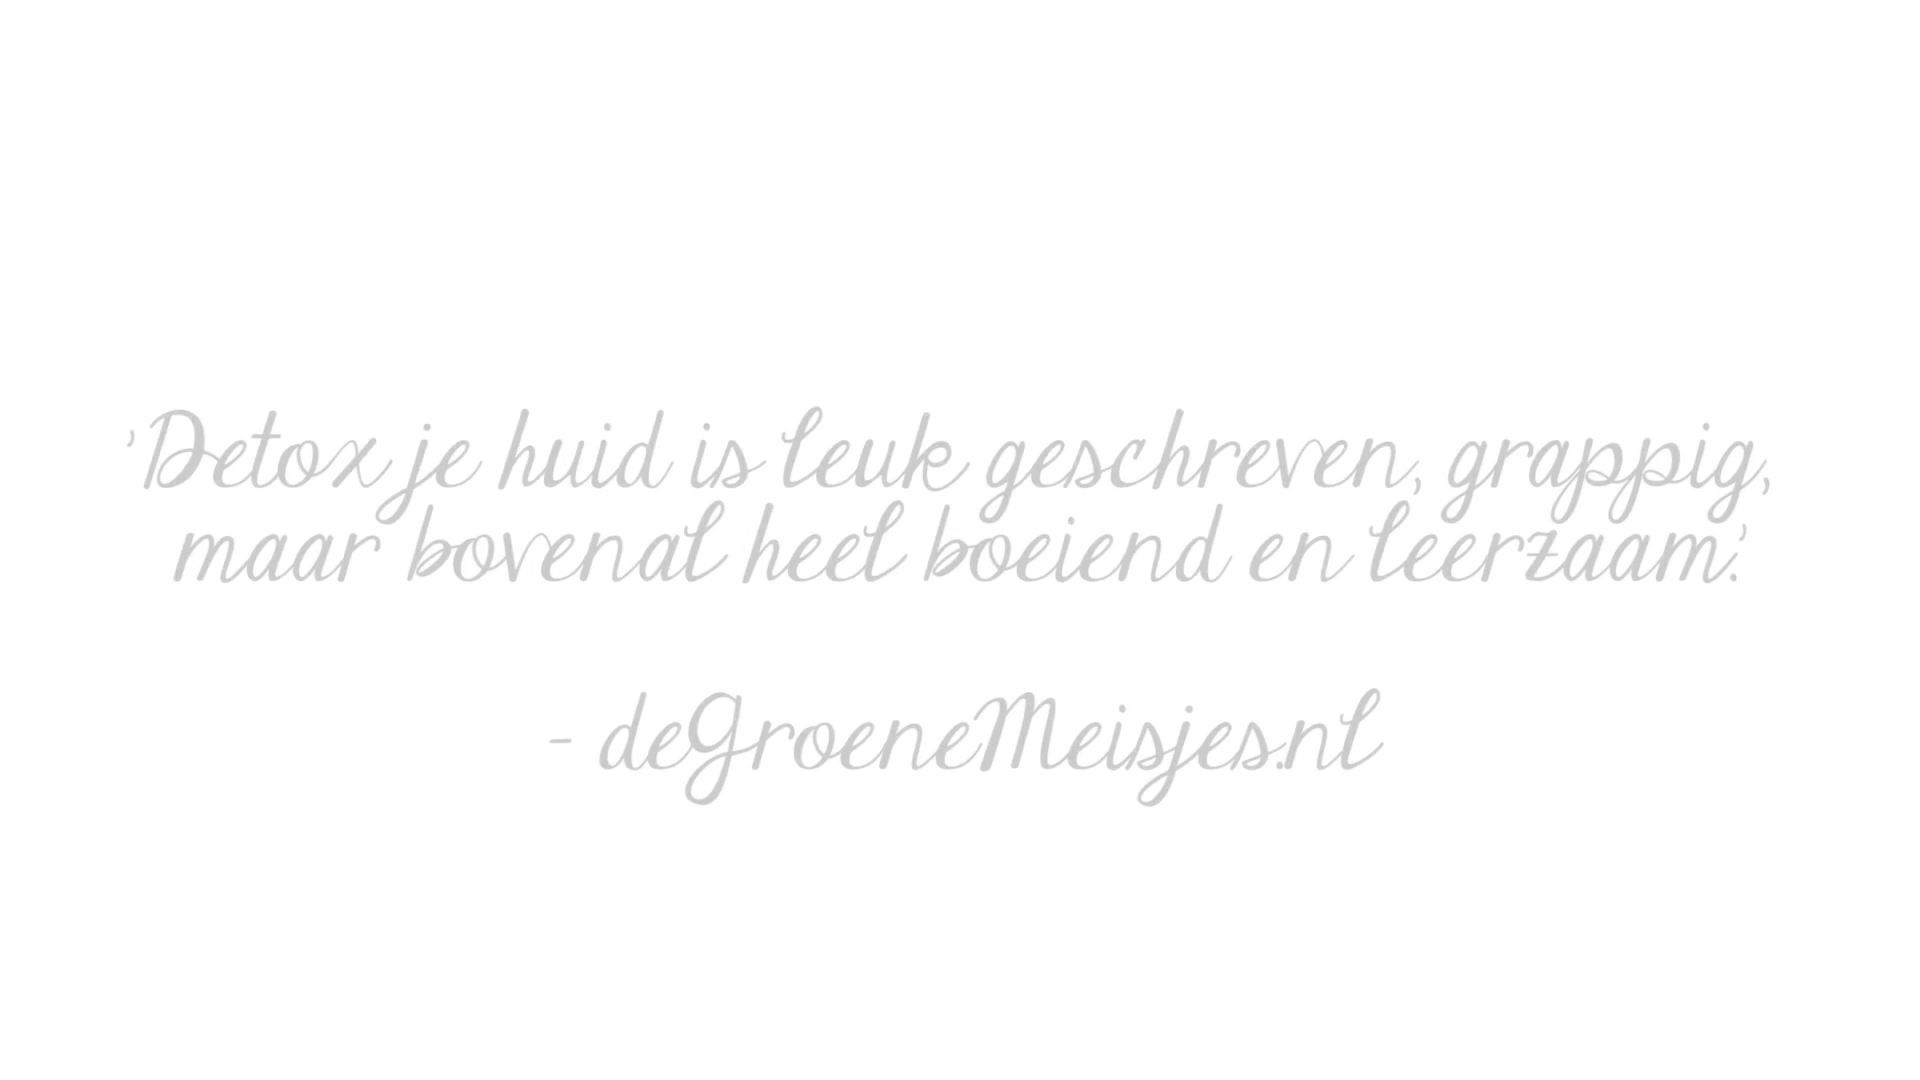 'Detox je huid is leuk geschreven, grappig,
maar bovenal heel boeiend en leerzaam.'
- deGroeneMeisjes.nl